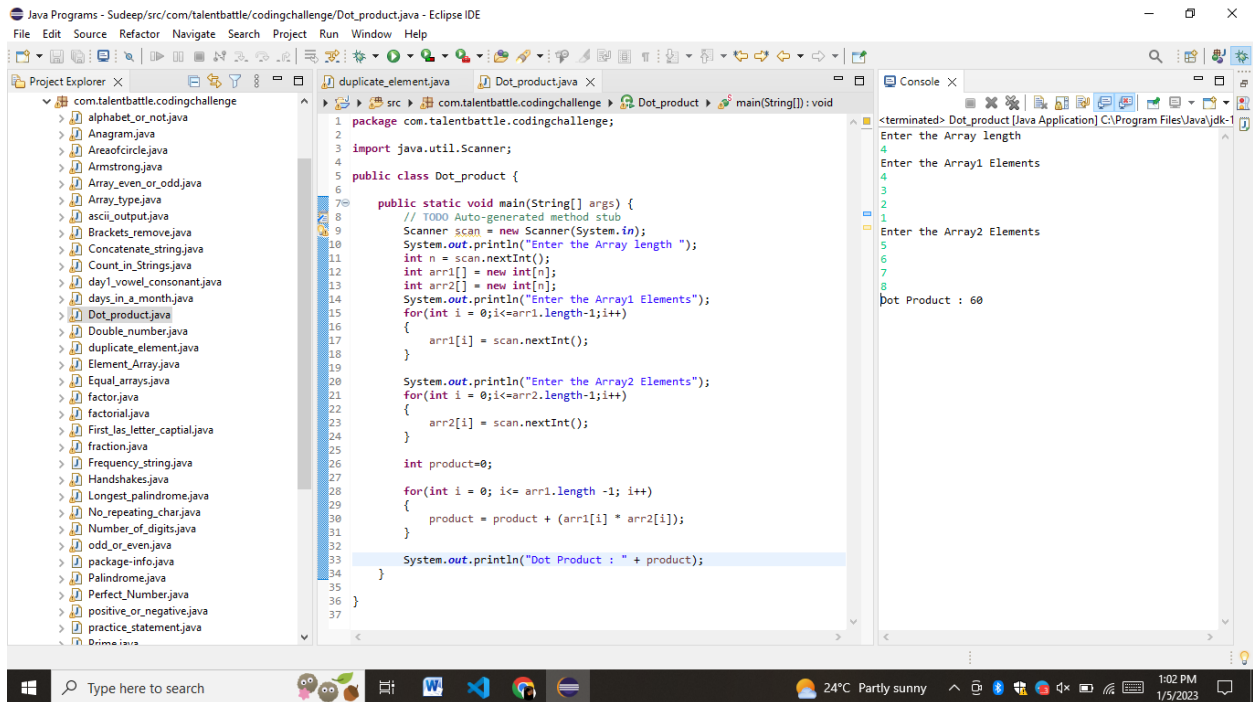 Java Programs - Sudeep/src/com/talentbattle/codingchallenge/Dot_product.java - Eclipse IDE
File Edit Source Refactor Navigate Search Project Run Window Help
Project Explorer
com.talentbattle.codingchallenge
alphabet_or_not.java
Anagram.java
Areaofcircle.java
Armstrong.java
Array_even_or_odd.java
Array_type.java
ascii_output.java
Brackets_remove.java
Concatenate_string.java
Count_in_Strings.java
day1_vowel_consonant.java
days_in_a_month.java
Dot_product.java
Double_number.java
duplicate_element.java
Element_Array.java
Equal_arrays.java
factor.java
factorial.java
First_las_letter_captial.java
fraction.java
Frequency_string.java
Handshakes.java
Longest_palindrome.java
No_repeating_char.java
Number_of_digits.java
odd_or_even.java
package-info.java
Palindrome.java
Perfect_Number.java
positive_or_negative.java
practice_statement.java
Prime.java
duplicate_element.java Dot_product.java
src com.talentbattle.codingchallenge Dot_product main(String[]) : void
1 package com.talentbattle.codingchallenge;
2
3 import java.util.Scanner;
4
5 public class Dot_product {
6
7 public static void main(String[] args) {
8 // TODO Auto-generated method stub
9 Scanner scan = new Scanner(System.in);
10 System.out.println("Enter the Array length ");
11 int n = scan.nextInt();
12 int arr1[] = new int[n];
13 int arr2[] = new int[n];
14 System.out.println("Enter the Array1 Elements");
15 for(int i = 0;i<=arr1.length-1;i++)
16 {
17 arr1[i] = scan.nextInt();
18 }
19
20 System.out.println("Enter the Array2 Elements");
21 for(int i = 0;i<=arr2.length-1;i++)
22 {
23 arr2[i] = scan.nextInt();
24 }
25
26 int product=0;
27
28 for(int i = 0; i<= arr1.length -1; i++)
29 {
30 product = product + (arr1[i] * arr2[i]);
31 }
32
33 System.out.println("Dot Product : " + product);
34 }
35
36 }
37
Console
<terminated> Dot_product [Java Application] C:\Program Files\Java\jdk-1
Enter the Array length
4
Enter the Array1 Elements
4
3
2
1
Enter the Array2 Elements
5
6
7
8
Dot Product : 60
Type here to search
24°C Partly sunny
1:02 PM
1/5/2023